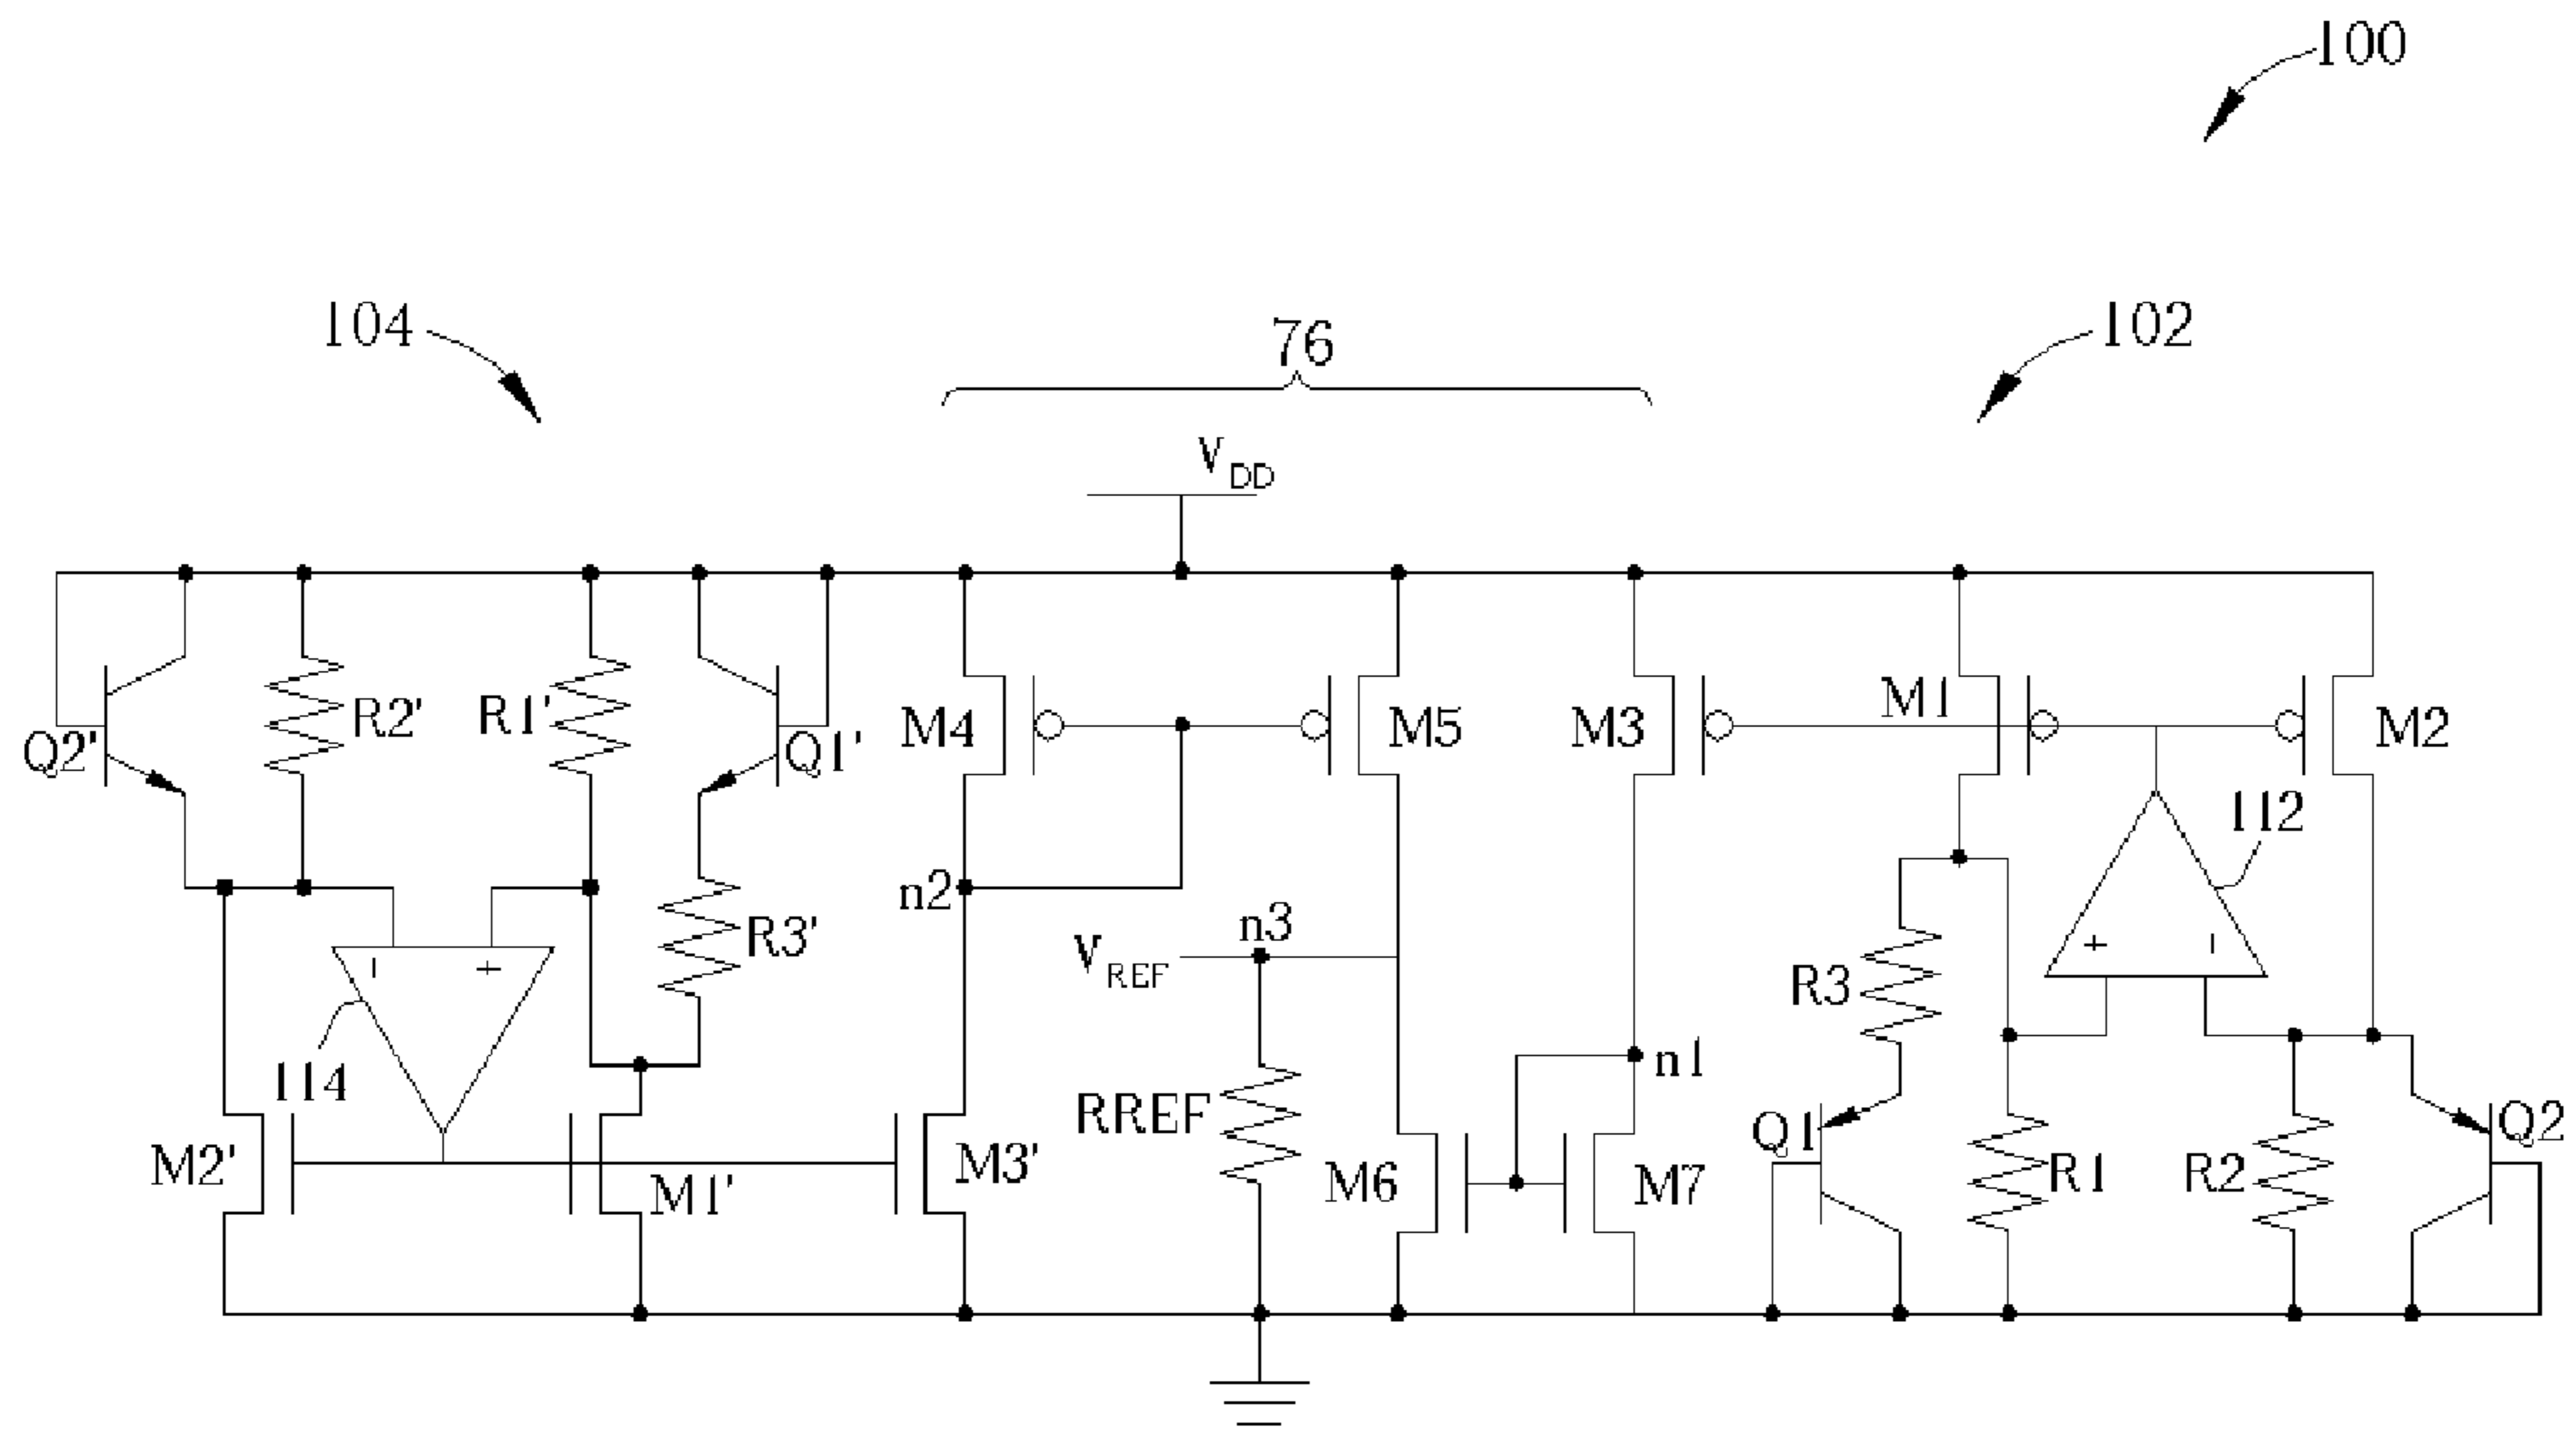 100
104
76
102
VDD
Q2'
R2'
R1'
Q1'
M4
M5
M3
M1
M2
112
n2
R3'
VREF
n3
- +
+ -
R3
n1
114
RREF
Q1
Q2
M2'
M1'
M3'
M6
M7
R1
R2